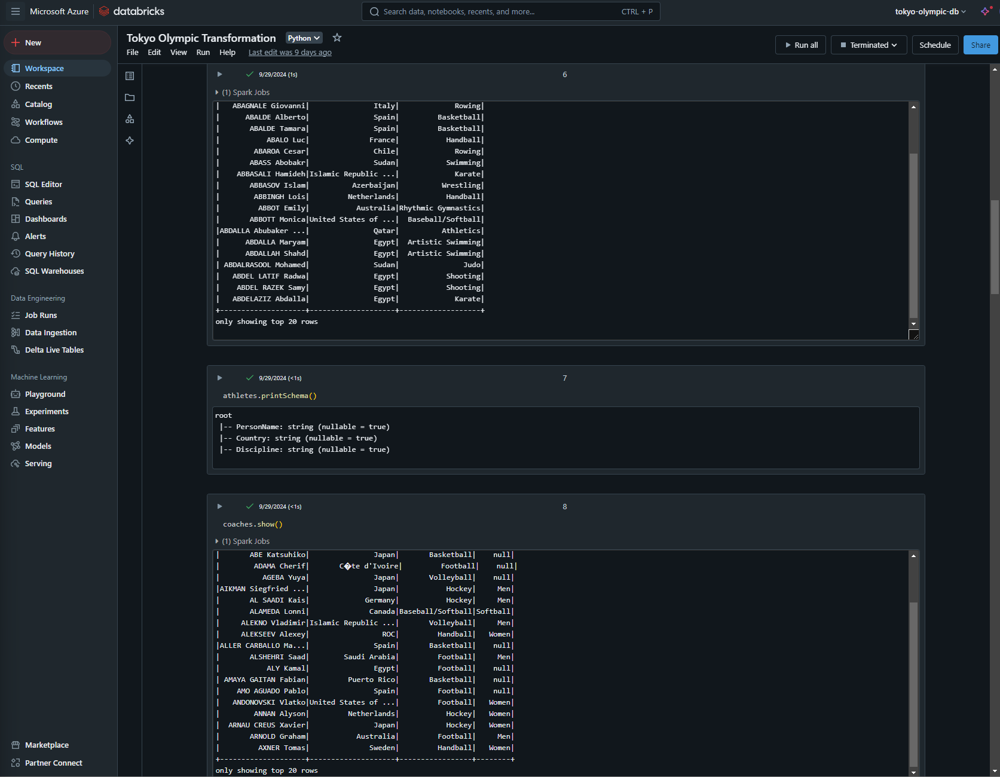 Microsoft Azure databricks Search data, notebooks, recents, and more... CTRL + P tokyo-olympic-db
New
Workspace
Recents
Catalog
Workflows
Compute
SQL
SQL Editor
Queries
Dashboards
Alerts
Query History
SQL Warehouses
Data Engineering
Job Runs
Data Ingestion
Delta Live Tables
Machine Learning
Playground
Experiments
Features
Models
Serving
Marketplace
Partner Connect
Tokyo Olympic Transformation Python
File Edit View Run Help Last edit was 9 days ago
Run all Terminated Schedule Share
9/29/2024 (1s) 6
(1) Spark Jobs
| ABAGNALE Giovanni| Italy| Rowing|
| ABALDE Alberto| Spain| Basketball|
| ABALDE Tamara| Spain| Basketball|
| ABALO Luc| France| Handball|
| ABAROA Cesar| Chile| Rowing|
| ABASS Abobakr| Sudan| Swimming|
| ABBASALI Hamideh|Islamic Republic ...| Karate|
| ABBASOV Islam| Azerbaijan| Wrestling|
| ABBINGH Lois| Netherlands| Handball|
| ABBOT Emily| Australia|Rhythmic Gymnastics|
| ABBOTT Monica|United States of ...| Baseball/Softball|
|ABDALLA Abubaker ...| Qatar| Athletics|
| ABDALLA Maryam| Egypt| Artistic Swimming|
| ABDALLAH Shahd| Egypt| Artistic Swimming|
| ABDALRASOOL Mohamed| Sudan| Judo|
| ABDEL LATIF Radwa| Egypt| Shooting|
| ABDEL RAZEK Samy| Egypt| Shooting|
| ABDELAZIZ Abdalla| Egypt| Karate|
+--------------------+--------------------+-------------------+
only showing top 20 rows
9/29/2024 (<1s) 7
athletes.printSchema()
root
|-- PersonName: string (nullable = true)
|-- Country: string (nullable = true)
|-- Discipline: string (nullable = true)
9/29/2024 (<1s) 8
coaches.show()
(1) Spark Jobs
| ABE Katsuhiko| Japan| Basketball| null|
| ADAMA Cherif| C�te d'Ivoire| Football| null|
| AGEBA Yuya| Japan| Volleyball| null|
|AIKMAN Siegfried ...| Japan| Hockey| Men|
| AL SAADI Kais| Germany| Hockey| Men|
| ALAMEDA Lonni| Canada|Baseball/Softball|Softball|
| ALEKNO Vladimir|Islamic Republic ...| Volleyball| Men|
| ALEKSEEV Alexey| ROC| Handball| Women|
|ALLER CARBALLO Ma...| Spain| Basketball| null|
| ALSHEHRI Saad| Saudi Arabia| Football| Men|
| ALY Kamal| Egypt| Football| null|
| AMAYA GAITAN Fabian| Puerto Rico| Basketball| null|
| AMO AGUADO Pablo| Spain| Football| null|
| ANDONOVSKI Vlatko|United States of ...| Football| Women|
| ANNAN Alyson| Netherlands| Hockey| Women|
| ARNAU CREUS Xavier| Japan| Hockey| Women|
| ARNOLD Graham| Australia| Football| Men|
| AXNER Tomas| Sweden| Handball| Women|
+--------------------+--------------------+-----------------+--------+
only showing top 20 rows